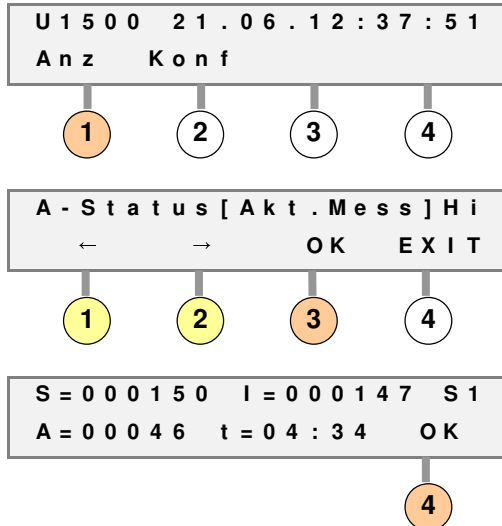 U1500 21.06.12:37:51
Anz Konf
1 2 3 4
A-Status[Akt.Mess]Hi
← → OK EXIT
1 2 3 4
S=000150 I=000147 S1
A=00046 t=04:34 OK
4